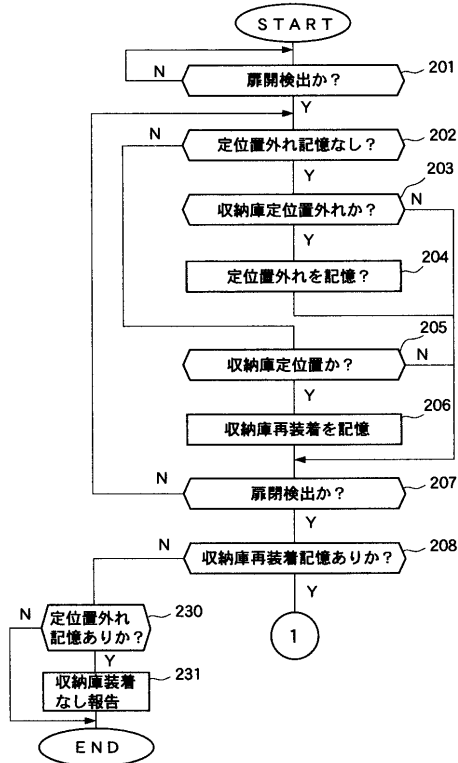 START
N
扉開検出か?
201
Y
N
定位置外れ記憶なし?
202
Y
203
収納庫定位置外れか?
N
Y
204
定位置外れを記憶?
205
収納庫定位置か?
N
Y
206
収納庫再装着を記憶
N
扉閉検出か?
207
Y
N
収納庫再装着記憶ありか?
208
Y
N
定位置外れ
記憶ありか?
230
1
Y
231
収納庫装着
なし報告
END